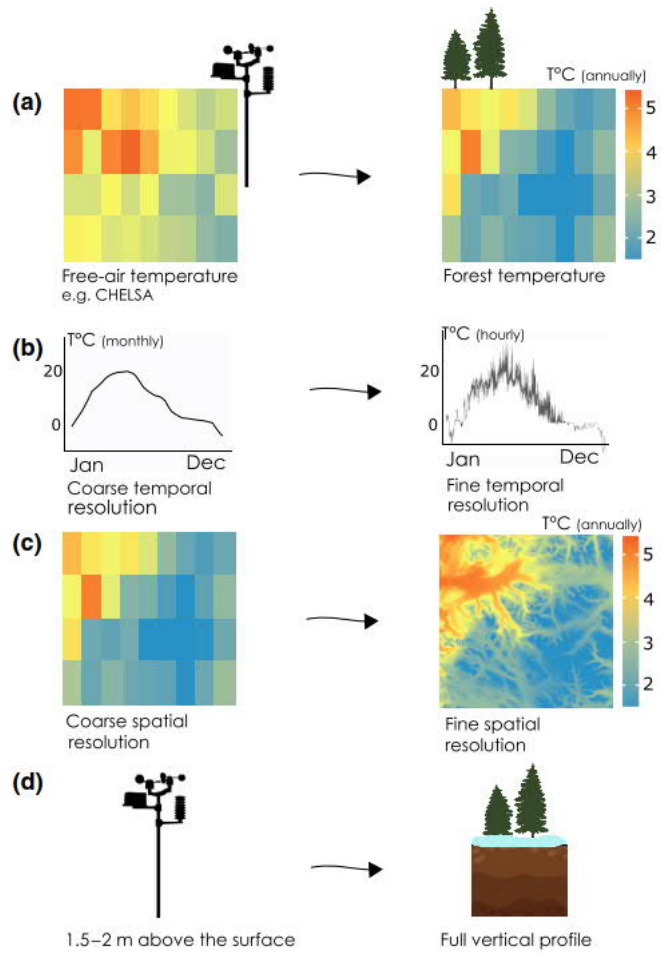 (a)
T°C (annually)
5
4
3
2
Free-air temperature
e.g. CHELSA
Forest temperature
(b)
T°C (monthly)
20
0
Jan Dec
Coarse temporal
resolution
T°C (hourly)
20
0
Jan Dec
Fine temporal
resolution
(c)
T°C (annually)
5
4
3
2
Coarse spatial
resolution
Fine spatial
resolution
(d)
1.5–2 m above the surface
Full vertical profile